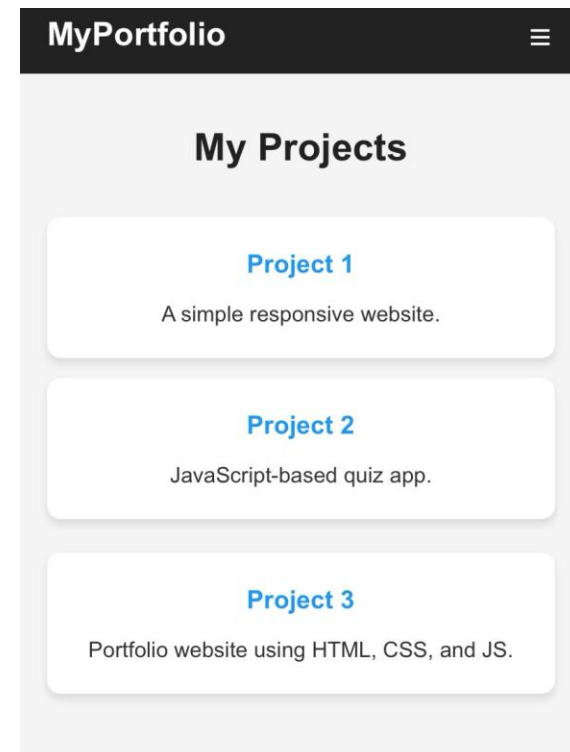 MyPortfolio
My Projects
Project 1
A simple responsive website.
Project 2
JavaScript-based quiz app.
Project 3
Portfolio website using HTML, CSS, and JS.